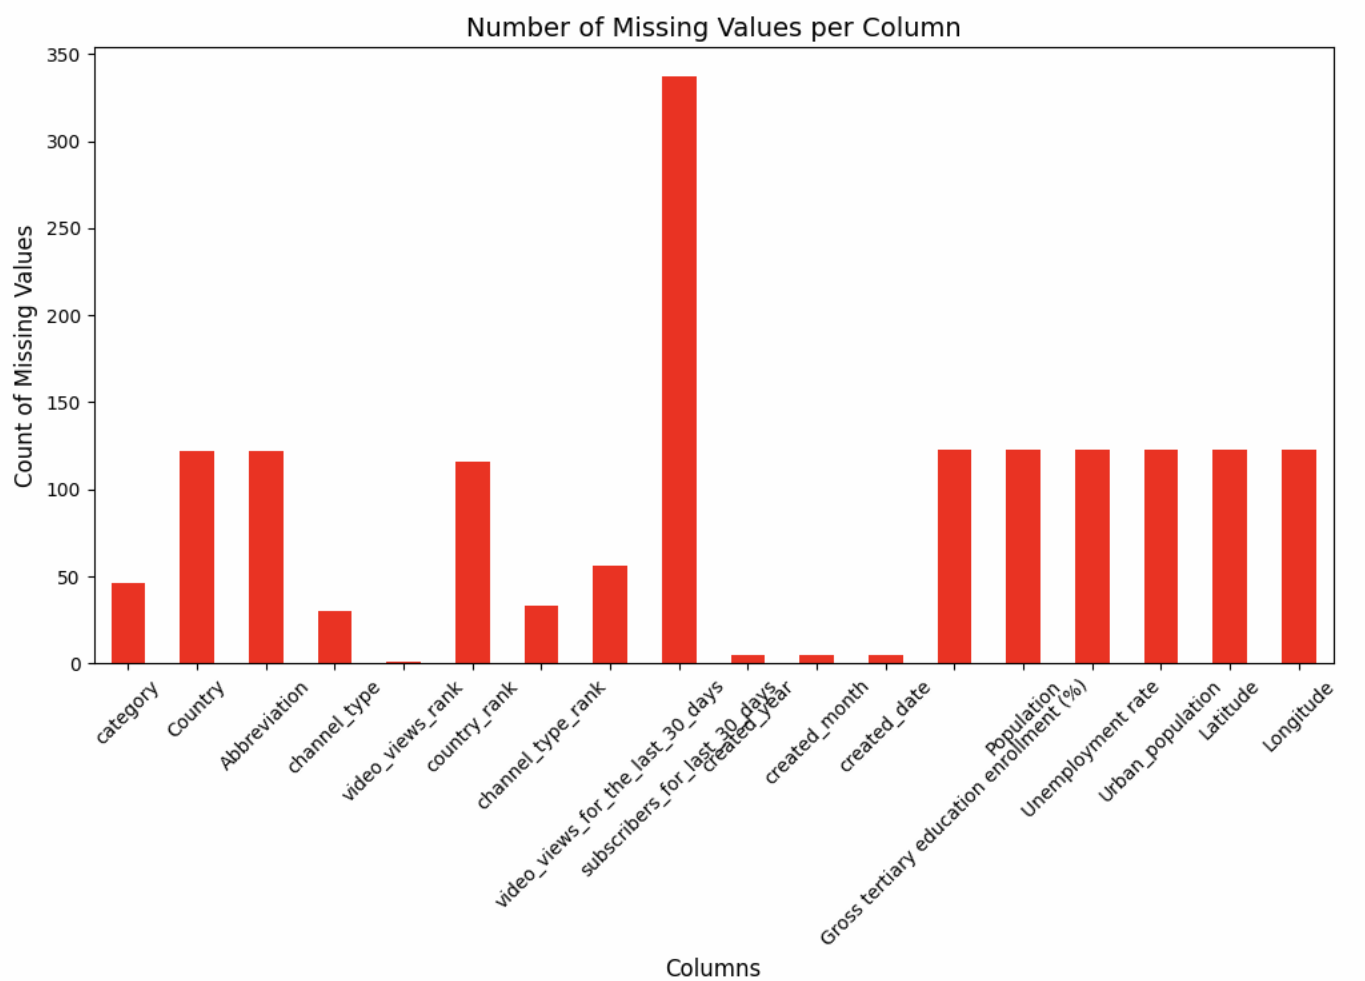 Number of Missing Values per Column
Count of Missing Values
350
300
250
200
150
100
50
0
category
Country
Abbreviation
channel_type
video_views_rank
country_rank
channel_type_rank
video_views_for_the_last_30_days
subscribers_for_last_30_days
created_year
created_month
created_date
Gross tertiary education enrollment (%)
Population
Unemployment rate
Urban_population
Latitude
Longitude
Columns